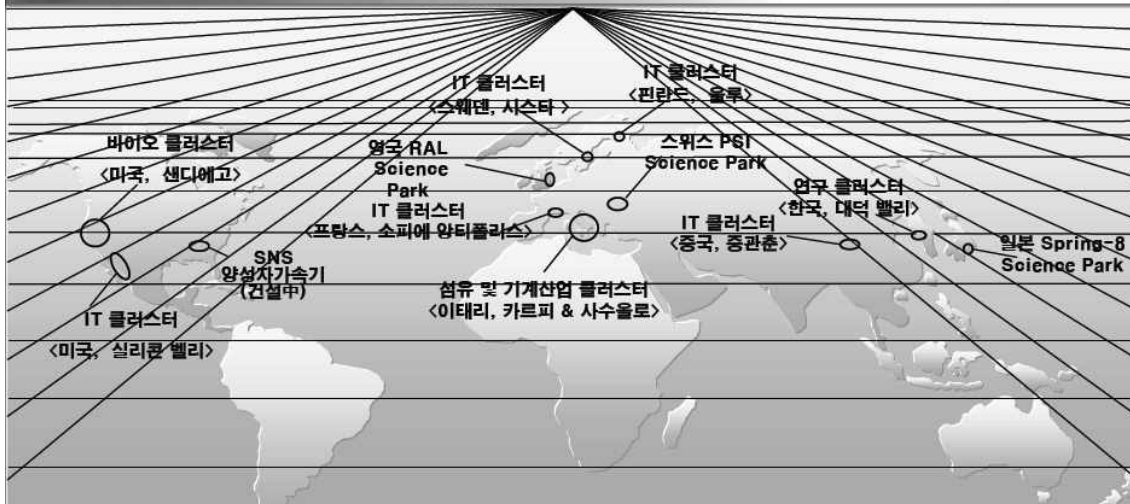 IT 클러스터
<스웨덴, 시스타 >
IT 클러스터
<핀란드, 울루>
바이오 클러스터
<미국, 샌디에고>
영국 RAL
Science
Park
스위스 PSI
Science Park
연구 클러스터
<한국, 대덕 밸리>
IT 클러스터
<프랑스, 소피에 앙티폴리스>
IT 클러스터
<중국, 중관춘>
일본 Spring-8
Science Park
SNS
양성자가속기
(건설中)
섬유 및 기계산업 클러스터
<이태리, 카르피 & 사수올로>
IT 클러스터
<미국, 실리콘 벨리>